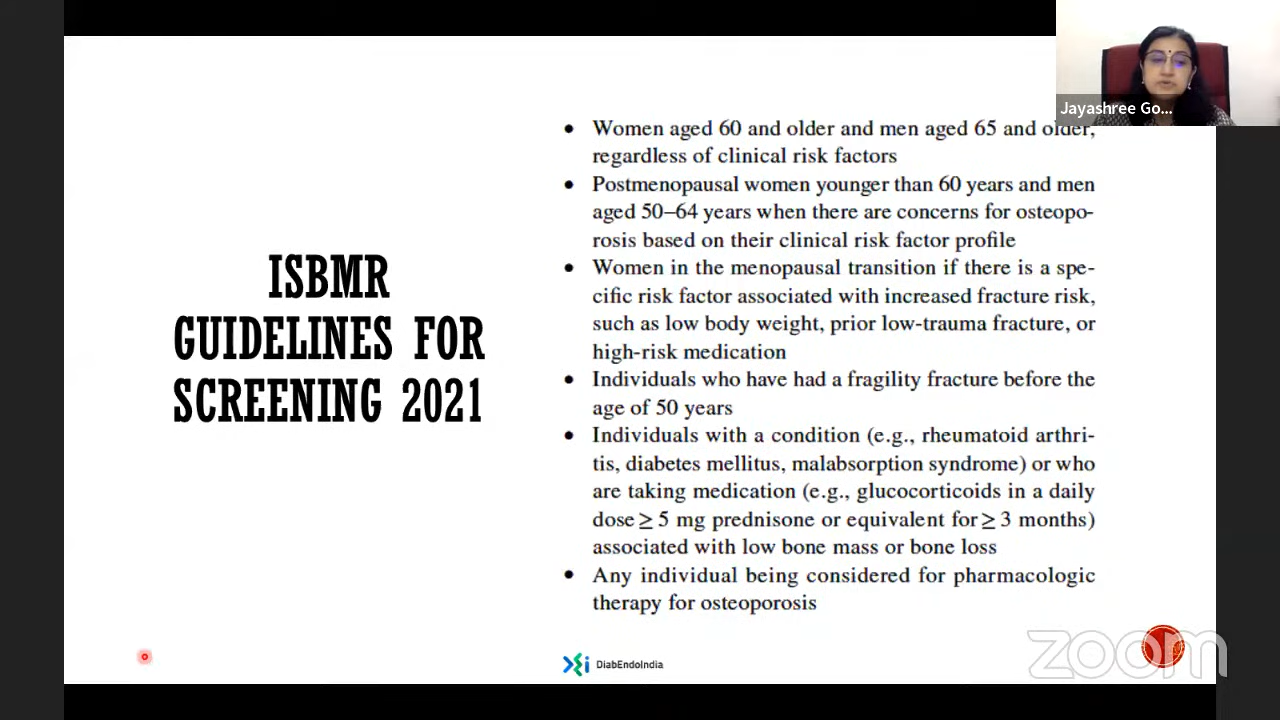 Jayashree Go...
ISBMR
GUIDELINES FOR
SCREENING 2021
• Women aged 60 and older and men aged 65 and older,
regardless of clinical risk factors
• Postmenopausal women younger than 60 years and men
aged 50–64 years when there are concerns for osteopo-
rosis based on their clinical risk factor profile
• Women in the menopausal transition if there is a spe-
cific risk factor associated with increased fracture risk,
such as low body weight, prior low-trauma fracture, or
high-risk medication
• Individuals who have had a fragility fracture before the
age of 50 years
• Individuals with a condition (e.g., rheumatoid arthri-
tis, diabetes mellitus, malabsorption syndrome) or who
are taking medication (e.g., glucocorticoids in a daily
dose ≥ 5 mg prednisone or equivalent for ≥ 3 months)
associated with low bone mass or bone loss
• Any individual being considered for pharmacologic
therapy for osteoporosis
DiabEndoIndia
zoom